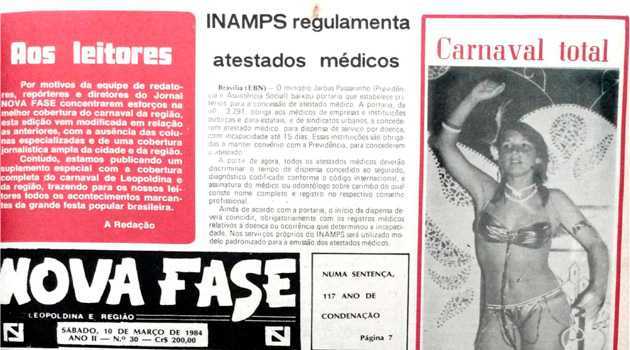 Aos leitores
Por motivos da equipe de redato-
res, repórteres e diretores do Jornal
NOVA FASE concentrarem esforços na
melhor cobertura do carnaval da região,
esta edição vem modificada em relação
as anteriores, com a ausência das colu-
nas especializadas e de uma cobertura
jornalística ampla da cidade e da região.
Contudo, estamos publicando um
suplemento especial com a cobertura
completa do carnaval de Leopoldina e
da região, trazendo para os nossos lei-
tores todos os acontecimentos marcan-
tes da grande festa popular brasileira.
A Redação
INAMPS regulamenta
atestados médicos
Brasília (EBN) — O ministro Jarbas Passarinho (Previdên-
cia e Assistência Social) baixou portaria que estabelece cri-
térios para a concessão de atestado médico. A portaria, de
nº 3.291, obriga aos médicos de empresas e instituições
públicas e para-estatais, e de sindicatos urbanos, a concede-
rem atestado médico, para dispensa de serviço por doença,
com incapacidade até 15 dias. Essas instituições são obriga-
das a manter convênio com a Previdência, para concederem
o atestado.
A partir de agora, todos os atestados médicos deverão
discriminar o tempo de dispensa concedido ao segurado,
diagnóstico codificado conforme o código internacional, e
assinatura do médico ou odontólogo sobre carimbo do qual
conste nome completo e registro no respectivo conselho
profissional.
Ainda de acordo com a portaria, o início da dispensa de-
verá coincidir, obrigatoriamente com os registros médicos
relativos à doença ou ocorrência que determinou a incapaci-
dade. Nos serviços próprios do INAMPS será utilizado mode-
lo padronizado para a emissão dos atestados médicos.
Carnaval total
NOVA FASE
LEOPOLDINA E REGIÃO
SÁBADO, 10 DE MARÇO DE 1984
ANO II — N.º 30 — Cr$ 200,00
NUMA SENTENÇA,
117 ANO DE
CONDENAÇÃO
Página 7